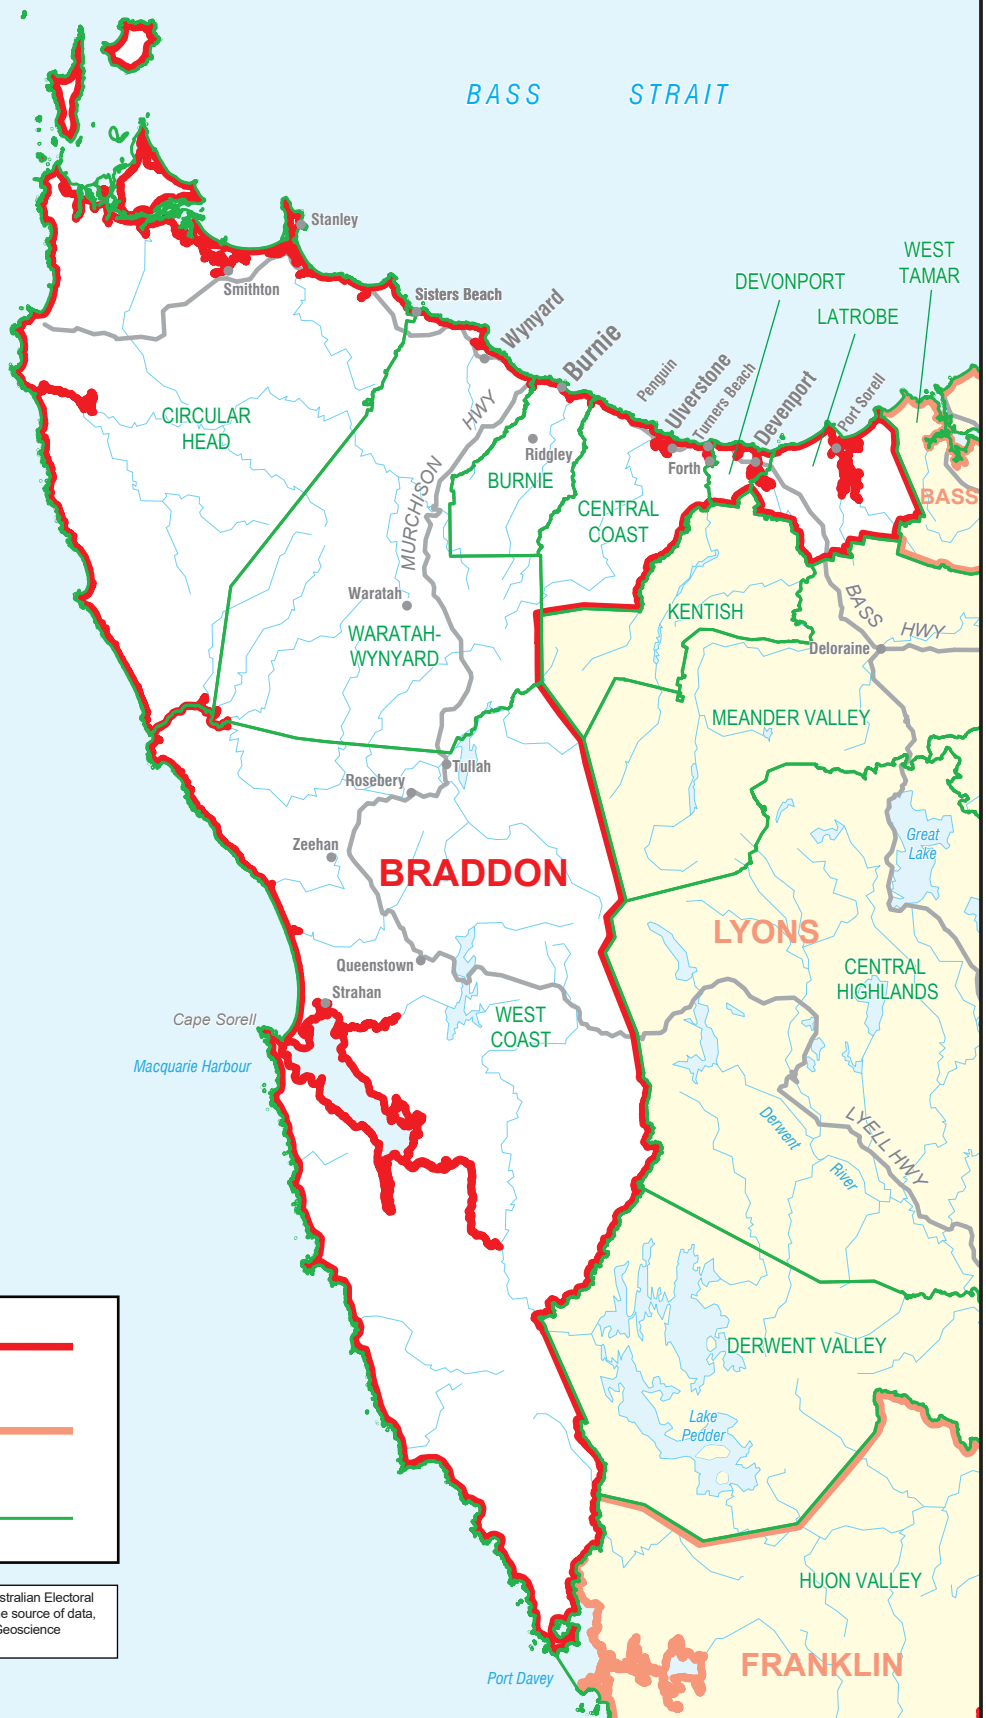 BASS STRAIT
Stanley
Smithton
Sisters Beach
Wynyard
Burnie
Penguin
Ulverstone
Turners Beach
Forth
Devenport
Port Sorell
DEVONPORT
LATROBE
WEST
TAMAR
CIRCULAR
HEAD
HWY
MURCHISON
Ridgley
BURNIE
CENTRAL
COAST
BASS
Waratah
WARATAH-
WYNYARD
KENTISH
BASS
HWY
Deloraine
MEANDER VALLEY
Tullah
Rosebery
Zeehan
BRADDON
Great
Lake
LYONS
Queenstown
Strahan
CENTRAL
HIGHLANDS
Cape Sorell
WEST
COAST
Macquarie Harbour
Derwent
River
LYELL HWY
DERWENT VALLEY
Lake
Pedder
stralian Electoral
e source of data,
Geoscience
HUON VALLEY
FRANKLIN
Port Davey